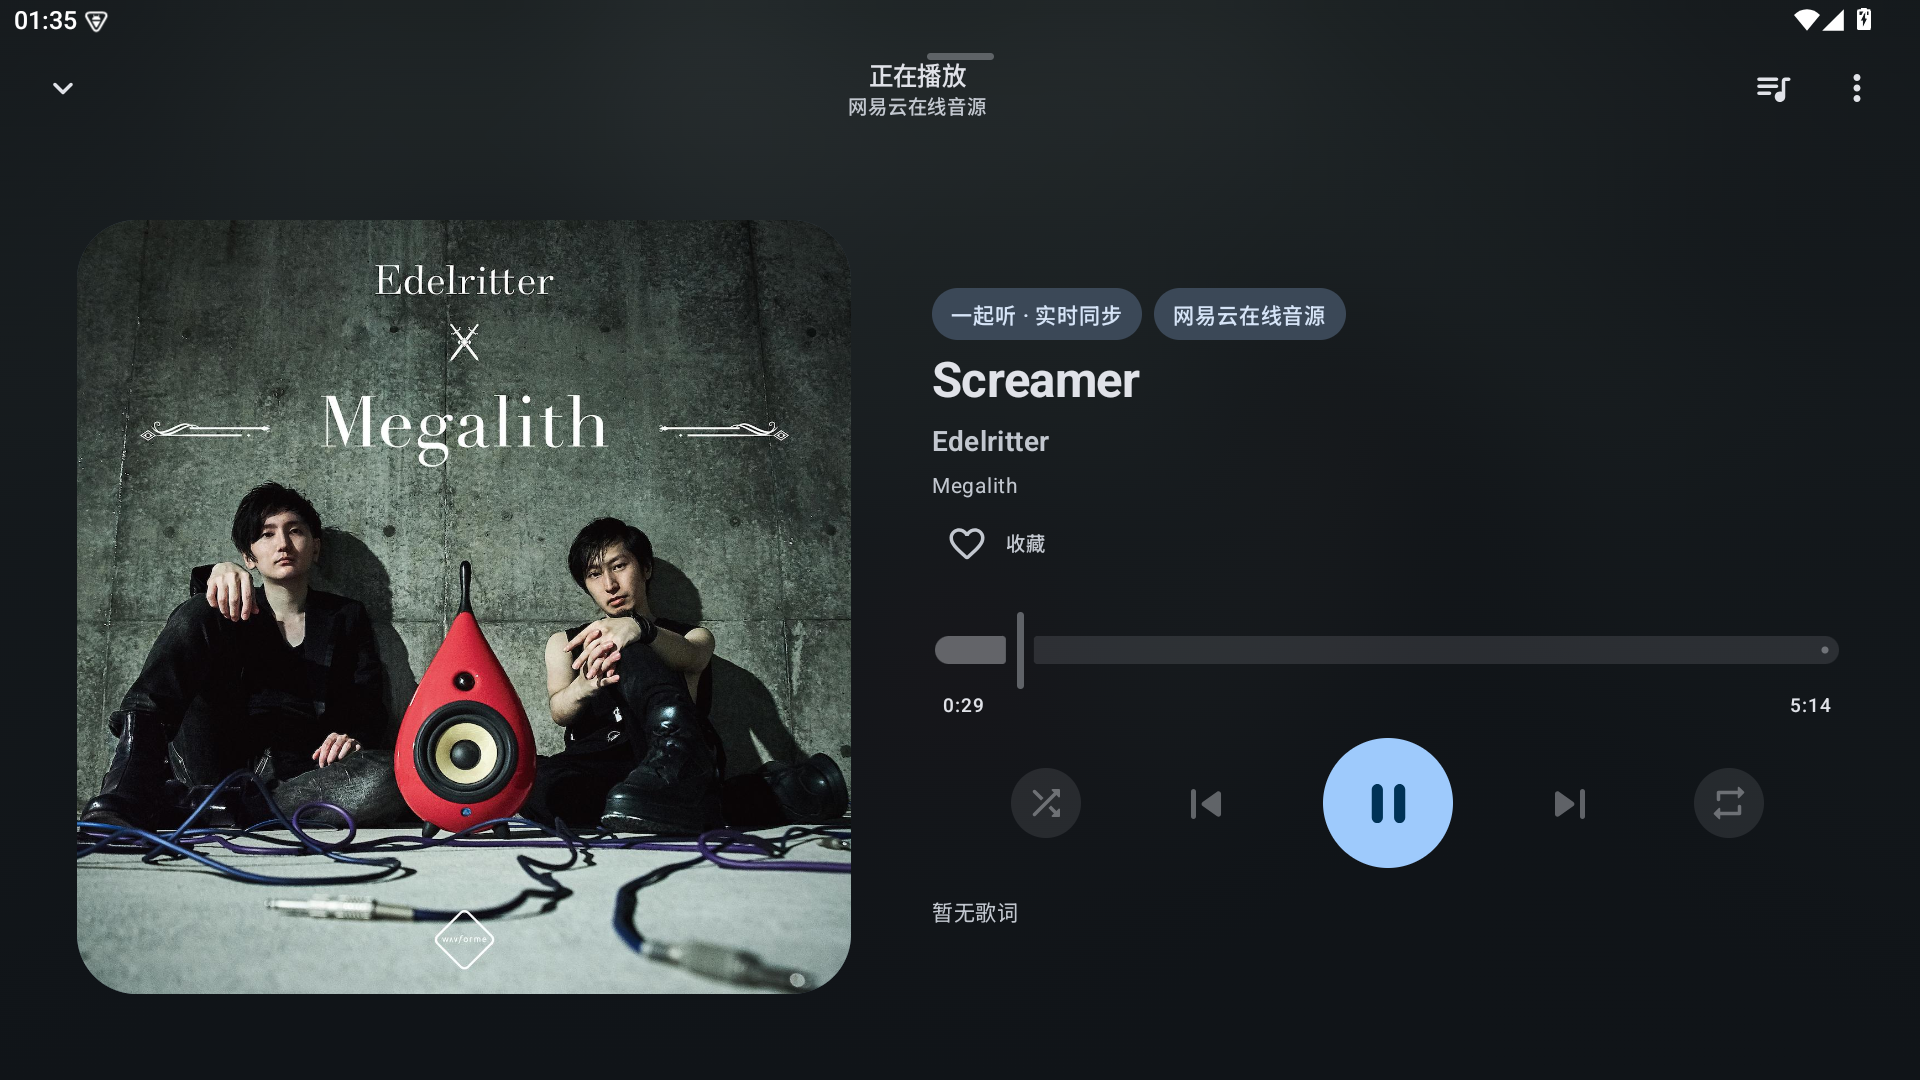 01:35
正在播放
网易云在线音源
Edelritter
Megalith
wavforme
一起听 · 实时同步
网易云在线音源
Screamer
Edelritter
Megalith
收藏
0:29
5:14
暂无歌词